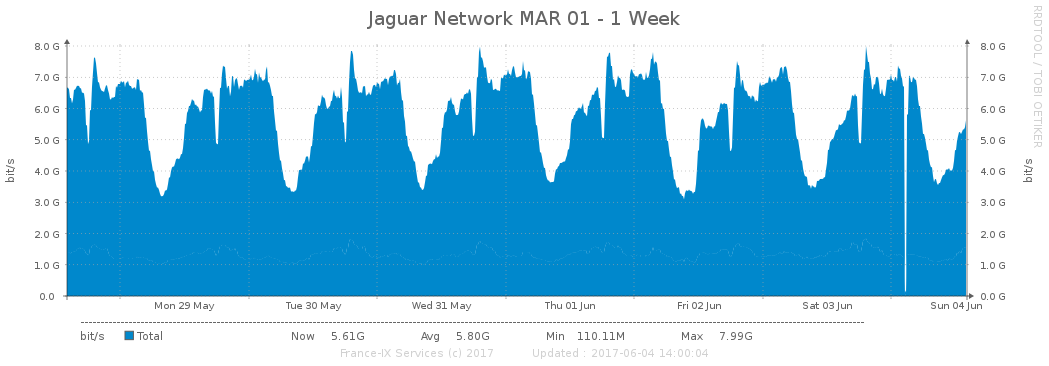 Jaguar Network MAR 01 - 1 Week
RRDTOOL / TOBI OETIKER
bit/s
8.0 G
7.0 G
6.0 G
5.0 G
4.0 G
3.0 G
2.0 G
1.0 G
0.0
8.0 G
7.0 G
6.0 G
5.0 G
4.0 G
3.0 G
2.0 G
1.0 G
0.0 G
bit/s
Mon 29 May Tue 30 May Wed 31 May Thu 01 Jun Fri 02 Jun Sat 03 Jun Sun 04 Jun
bit/s Total Now 5.61G Avg 5.80G Min 110.11M Max 7.99G
France-IX Services (c) 2017 Updated : 2017-06-04 14:00:04